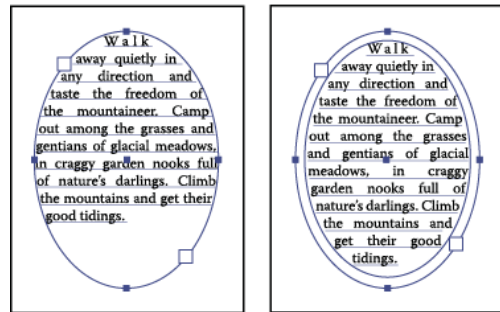 Walk
away quietly in
any direction and
taste the freedom of
the mountaineer. Camp
out among the grasses and
gentians of glacial meadows,
in craggy garden nooks full
of nature's darlings. Climb
the mountains and get their
good tidings.
Walk
away quietly in
any direction and
taste the freedom of
the mountaineer. Camp
out among the grasses
and gentians of glacial
meadows, in craggy
garden nooks full of
nature's darlings. Climb
the mountains and
get their good
tidings.